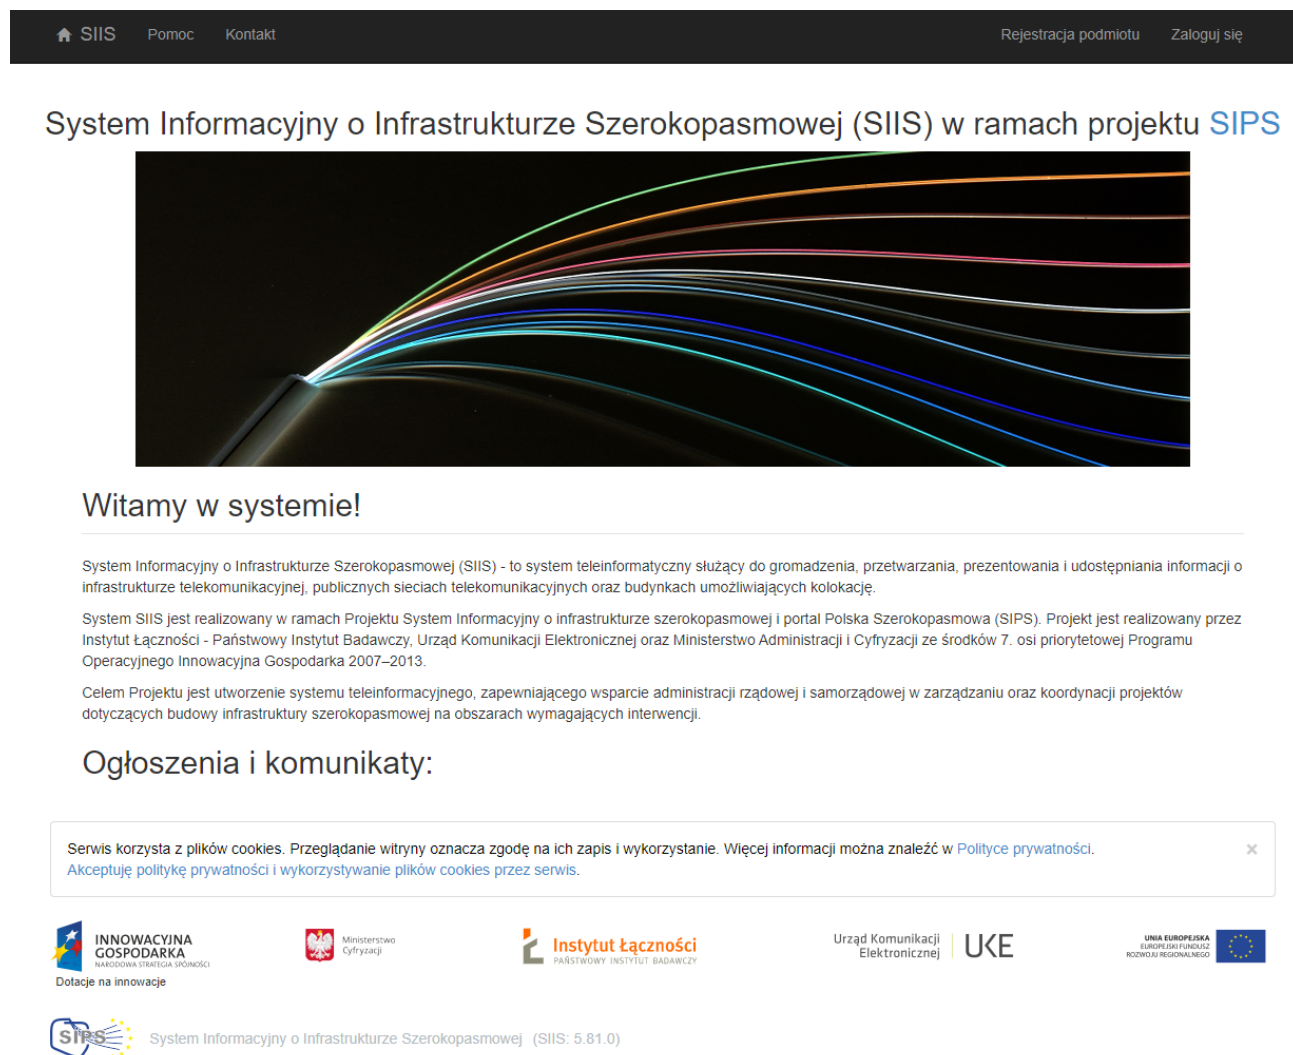 SIIS Pomoc Kontakt Rejestracja podmiotu Zaloguj się
System Informacyjny o Infrastrukturze Szerokopasmowej (SIIS) w ramach projektu SIPS
Witamy w systemie!
System Informacyjny o Infrastrukturze Szerokopasmowej (SIIS) - to system teleinformatyczny służący do gromadzenia, przetwarzania, prezentowania i udostępniania informacji o
infrastrukturze telekomunikacyjnej, publicznych sieciach telekomunikacyjnych oraz budynkach umożliwiających kolokację.
System SIIS jest realizowany w ramach Projektu System Informacyjny o infrastrukturze szerokopasmowej i portal Polska Szerokopasmowa (SIPS). Projekt jest realizowany przez
Instytut Łączności - Państwowy Instytut Badawczy, Urząd Komunikacji Elektronicznej oraz Ministerstwo Administracji i Cyfryzacji ze środków 7. osi priorytetowej Programu
Operacyjnego Innowacyjna Gospodarka 2007–2013.
Celem Projektu jest utworzenie systemu teleinformacyjnego, zapewniającego wsparcie administracji rządowej i samorządowej w zarządzaniu oraz koordynacji projektów
dotyczących budowy infrastruktury szerokopasmowej na obszarach wymagających interwencji.
Ogłoszenia i komunikaty:
Serwis korzysta z plików cookies. Przeglądanie witryny oznacza zgodę na ich zapis i wykorzystanie. Więcej informacji można znaleźć w Polityce prywatności. ×
Akceptuję politykę prywatności i wykorzystywanie plików cookies przez serwis.
INNOWACYJNA
GOSPODARKA
NARODOWA STRATEGIA SPÓJNOŚCI
Dotacje na innowacje
Ministerstwo
Cyfryzacji
Instytut Łączności
PAŃSTWOWY INSTYTUT BADAWCZY
Urząd Komunikacji
Elektronicznej
UKE
UNIA EUROPEJSKA
EUROPEJSKI FUNDUSZ
ROZWOJU REGIONALNEGO
SIPS
System Informacyjny o Infrastrukturze Szerokopasmowej (SIIS: 5.81.0)